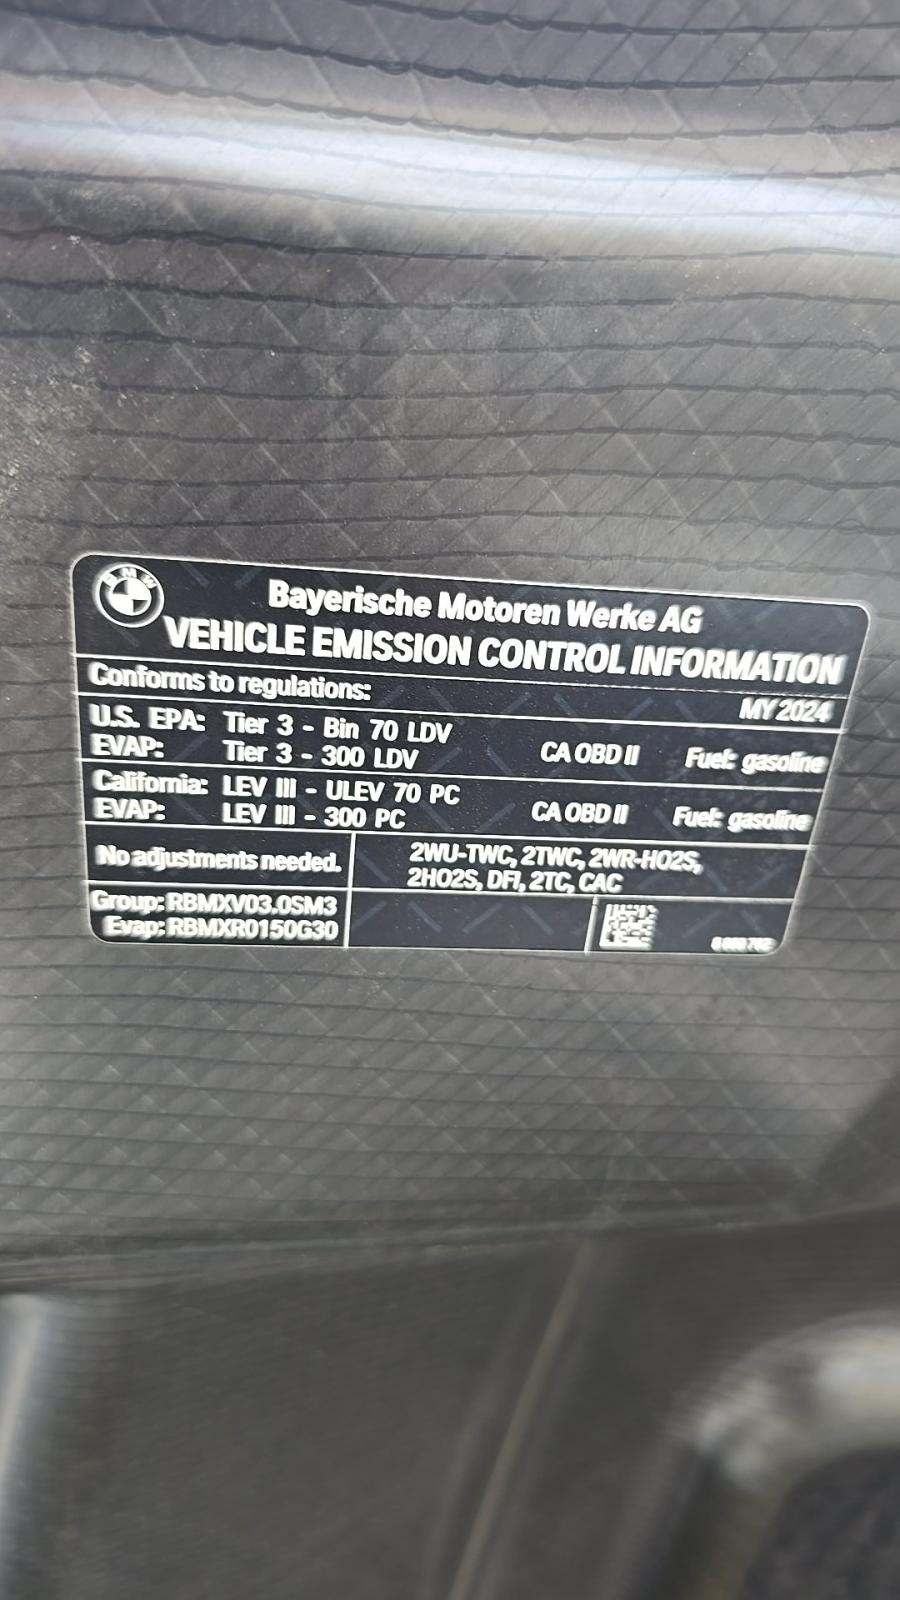 BMW
Bayerische Motoren Werke AG
VEHICLE EMISSION CONTROL INFORMATION
Conforms to regulations:
MY 2024
U.S. EPA: Tier 3 - Bin 70 LDV
EVAP: Tier 3 - 300 LDV CA OBD II Fuel: gasoline
California: LEV III - ULEV 70 PC
EVAP: LEV III - 300 PC CA OBD II Fuel: gasoline
No adjustments needed.
2WU-TWC, 2TWC, 2WR-HO2S,
2HO2S, DFI, 2TC, CAC
Group: RBMXV03.0SM3
Evap: RBMXR0150G30